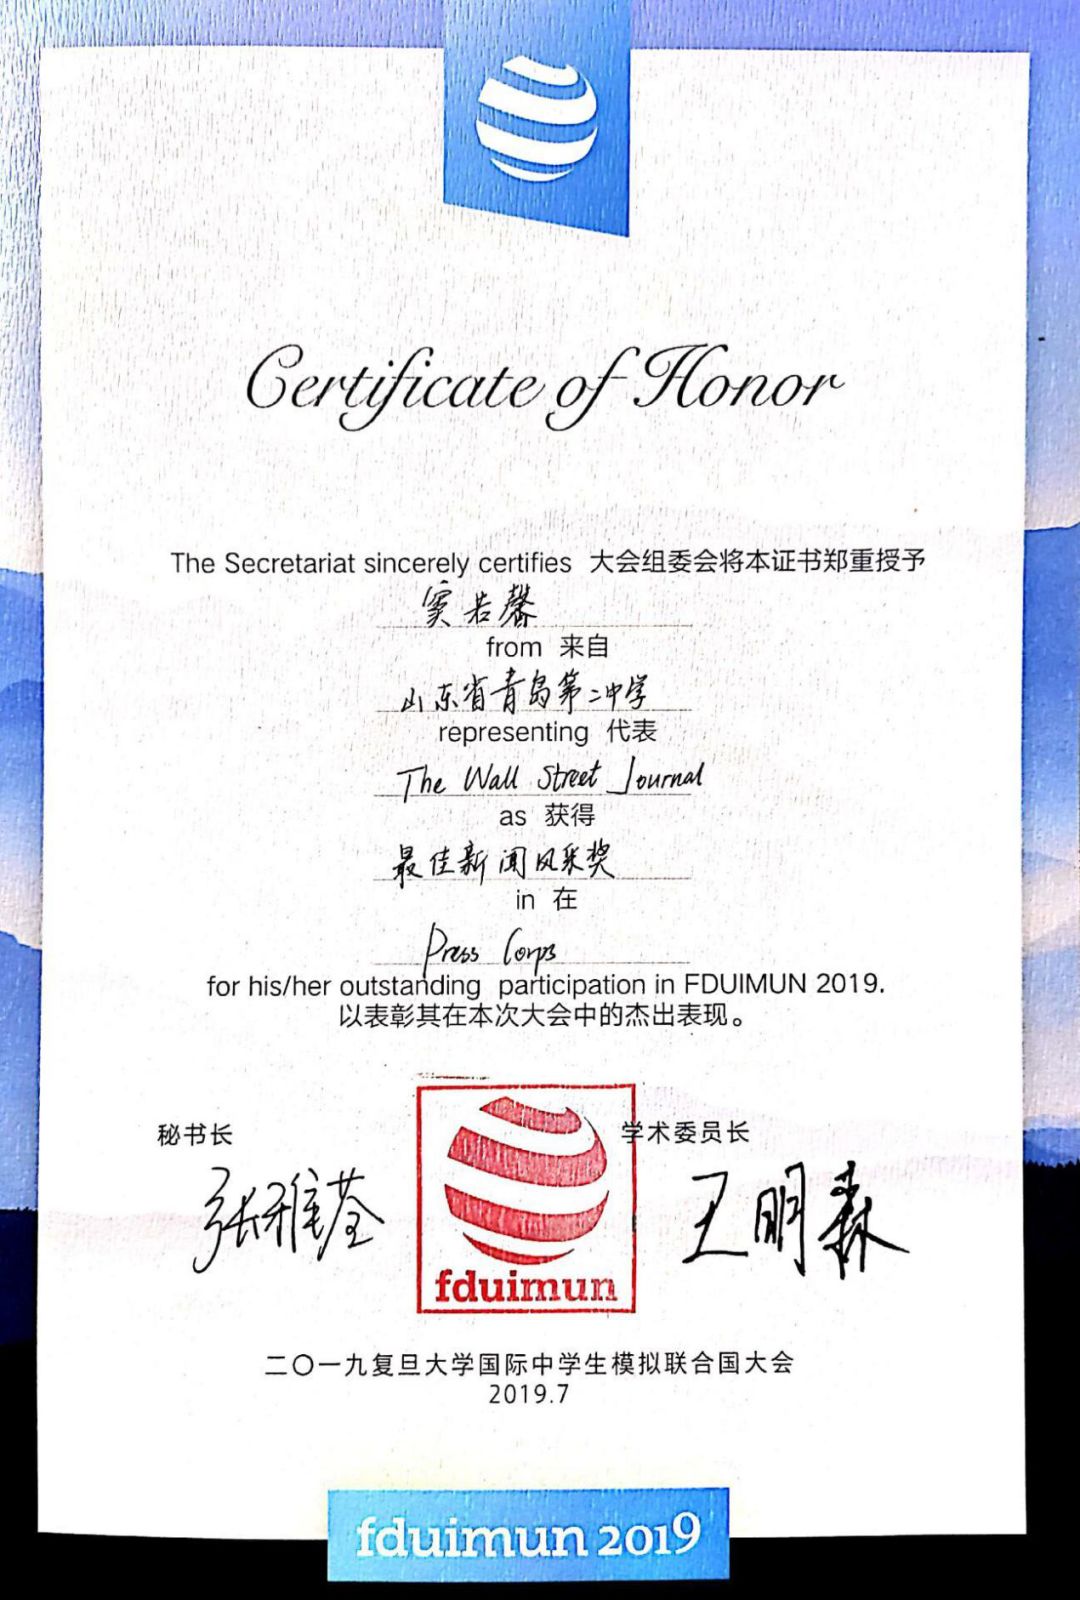 Certificate of Honor
The Secretariat sincerely certifies 大会组委会将本证书郑重授予
窦若馨
from 来自
山东省青岛第二中学
representing 代表
The Wall Street Journal
as 获得
最佳新闻风采奖
in 在
Press Corps
for his/her outstanding participation in FDUIMUN 2019.
以表彰其在本次大会中的杰出表现。
秘书长
学术委员长
张雅荃
王明森
fduimun
二〇一九复旦大学国际中学生模拟联合国大会
2019.7
fduimun 2019